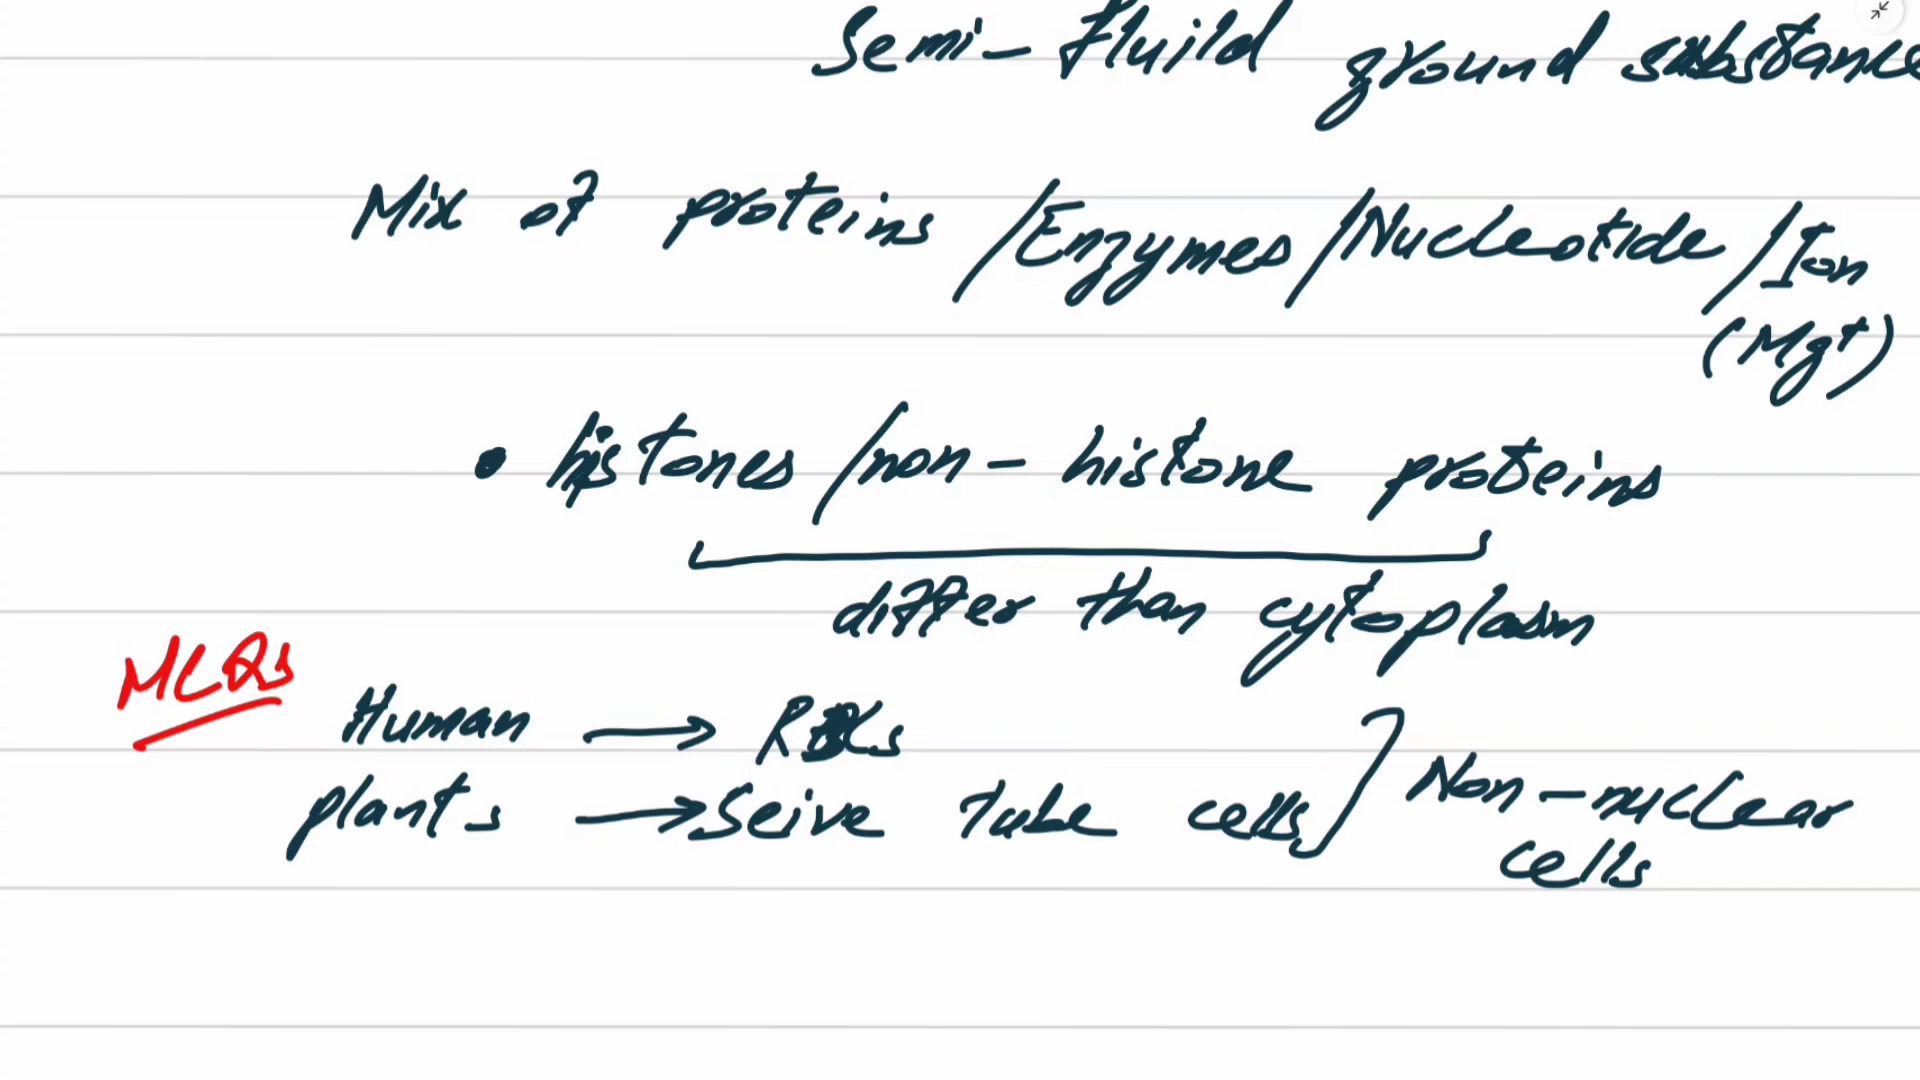 Semi-fluid ground substance
Mix of proteins /Enzymes/Nucleotide/Ion
(Mg+)
• histones/non-histone proteins
differ than cytoplasm
MCQs
Human → RBCs
plants → Seive tube cells] Non-nuclear
cells